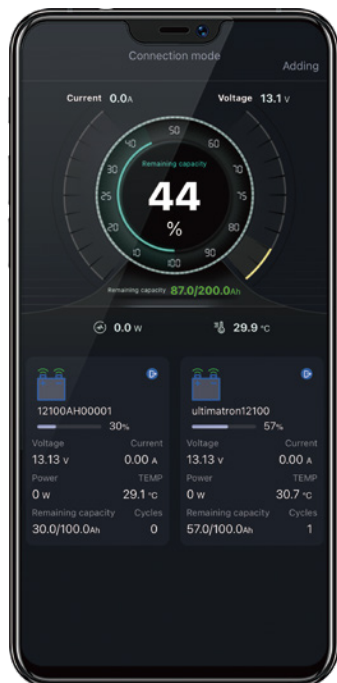 Connection mode
Adding
Current 0.0A
Voltage 13.1 V
50
40 60
30 70
25 75
20 80
10 90
100
Remaining capacity
44
%
Remaining capacity 87.0/200.0Ah
0.0 W
29.9 °C
12100AH00001
30%
Voltage Current
13.13 V 0.00 A
Power TEMP
0 W 29.1 °C
Remaining capacity Cycles
30.0/100.0Ah 0
ultimatron12100
57%
Voltage Current
13.13 V 0.00 A
Power TEMP
0 W 30.7 °C
Remaining capacity Cycles
57.0/100.0Ah 1